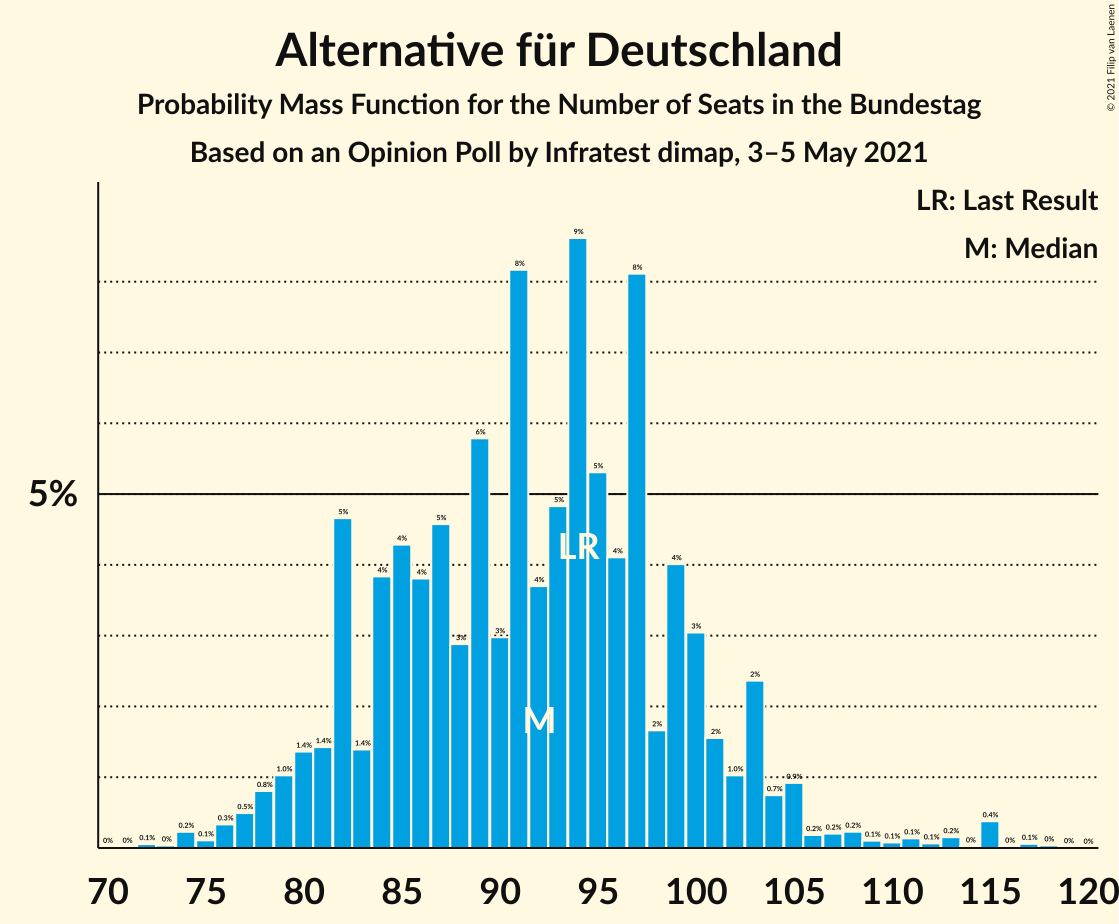 Alternative für Deutschland
Probability Mass Function for the Number of Seats in the Bundestag
Based on an Opinion Poll by Infratest dimap, 3–5 May 2021
© 2021 Filip van Laenen
LR: Last Result
M: Median
5%
0% 0% 0.1% 0% 0.2% 0.1% 0.3% 0.5% 0.8% 1.0% 1.4% 1.4% 5% 1.4% 4% 4% 4% 5% 3% 6% 3% 8% 4% 5% 9% 5% 4% 8% 2% 4% 3% 2% 1.0% 2% 0.7% 0.9% 0.2% 0.2% 0.2% 0.1% 0.1% 0.1% 0.1% 0.2% 0% 0.4% 0% 0.1% 0% 0% 0%
LR
M
70 75 80 85 90 95 100 105 110 115 120